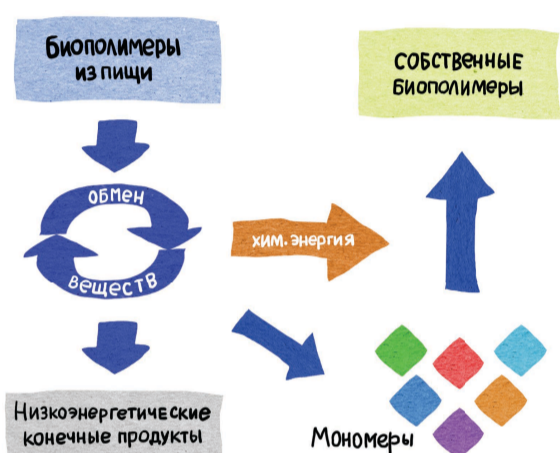 Биополимеры
из пищи
СОБСТВЕННЫЕ
БИОПОЛИМЕРЫ
ОБМЕН
ВЕЩЕСТВ
ХИМ. ЭНЕРГИЯ
Низкоэнергетические
конечные продукты
Мономеры